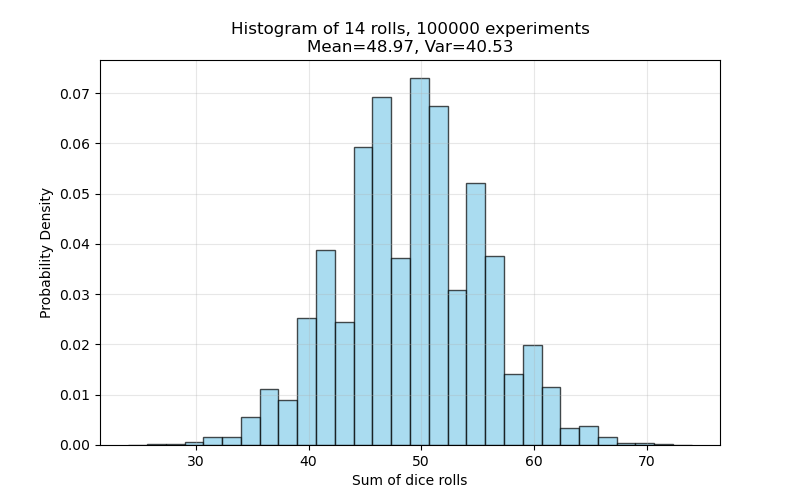 Histogram of 14 rolls, 100000 experiments
Mean=48.97, Var=40.53
Probability Density
0.07
0.06
0.05
0.04
0.03
0.02
0.01
0.00
30 40 50 60 70
Sum of dice rolls